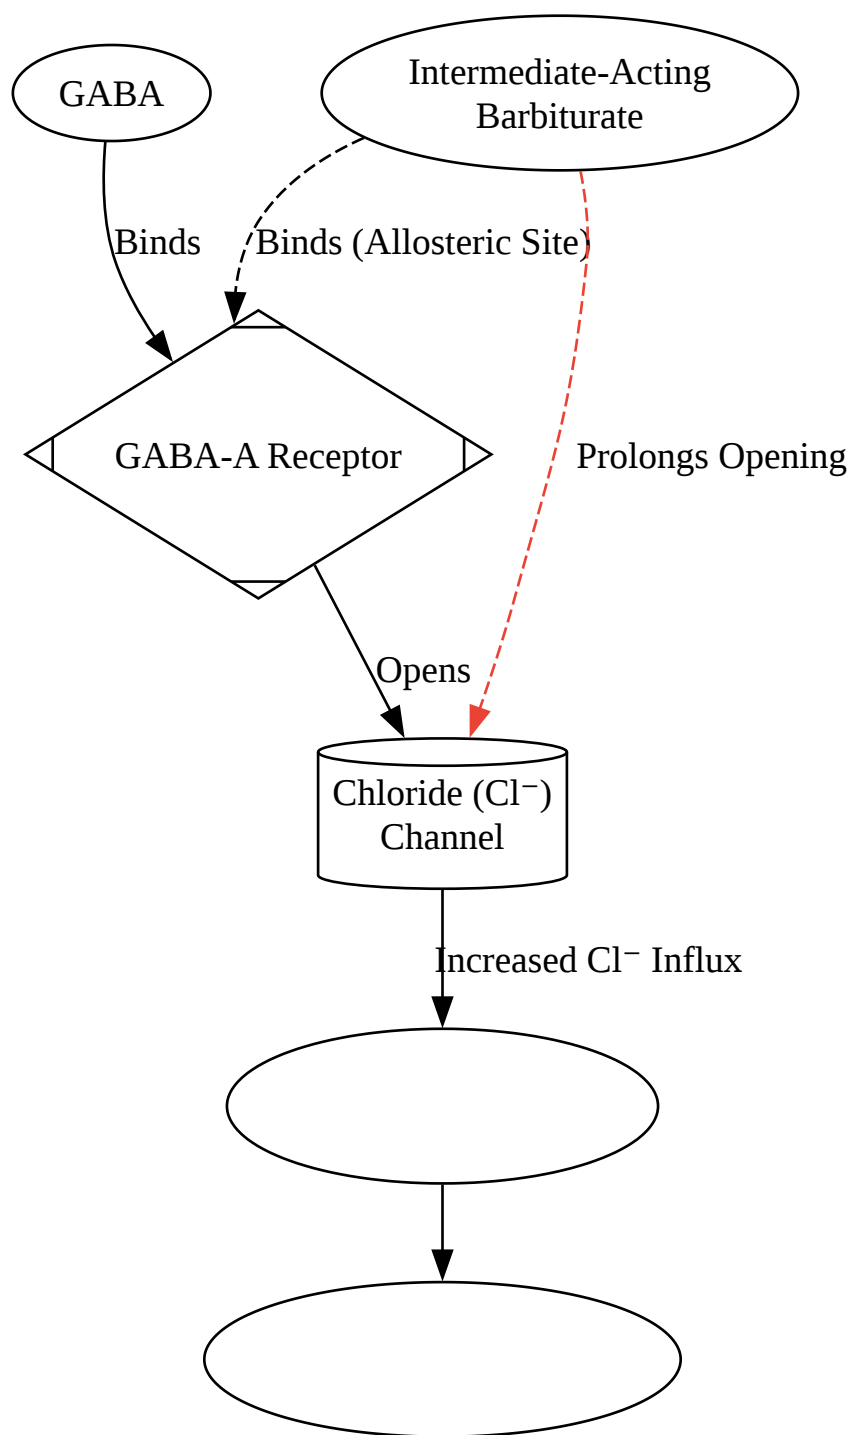 GABA
Intermediate-Acting
Barbiturate
Binds
Binds (Allosteric Site)
GABA-A Receptor
Prolongs Opening
Opens
Chloride (Cl⁻)
Channel
Increased Cl⁻ Influx